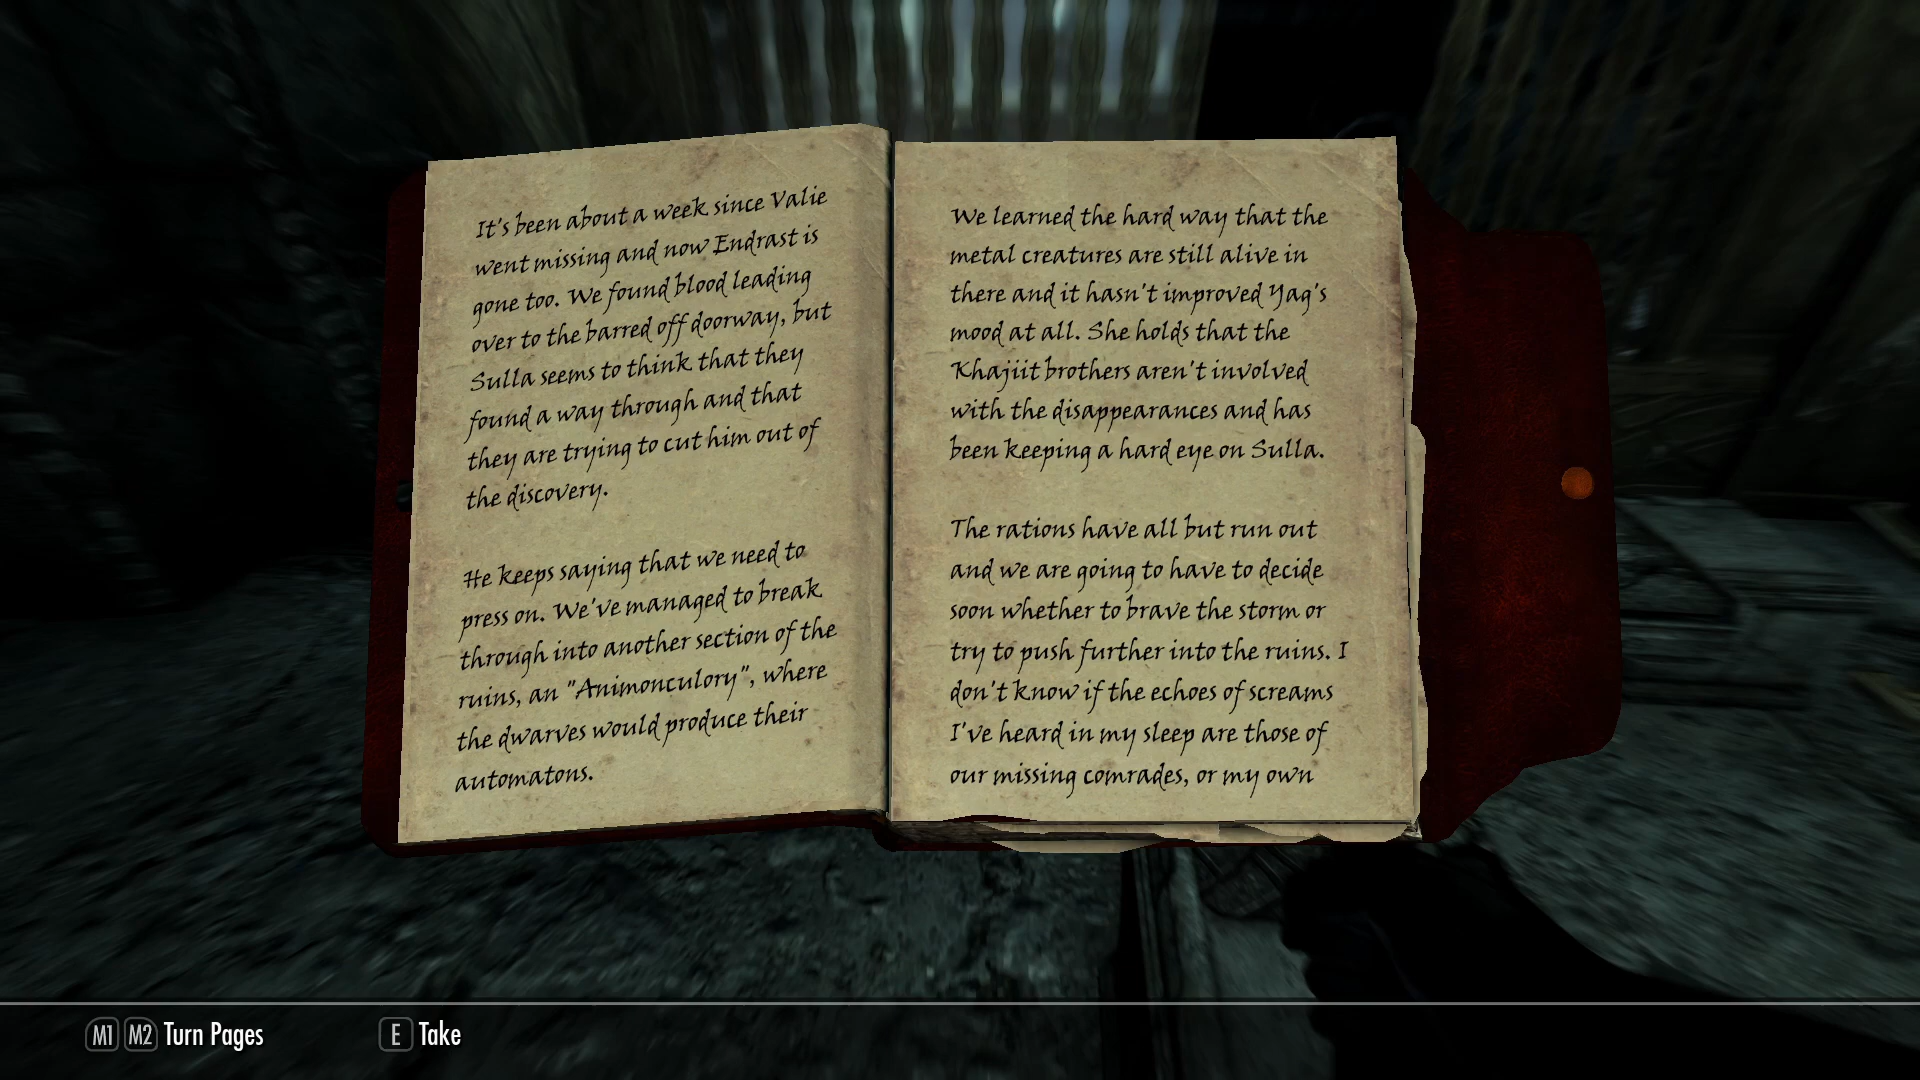 It's been about a week since Valie
went missing and now Endrast is
gone too. We found blood leading
over to the barred off doorway, but
Sulla seems to think that they
found a way through and that
they are trying to cut him out of
the discovery.
He keeps saying that we need to
press on. We've managed to break
through into another section of the
ruins, an "Animonculory", where
the dwarves would produce their
automatons.
We learned the hard way that the
metal creatures are still alive in
there and it hasn't improved Yag's
mood at all. She holds that the
Khajiit brothers aren't involved
with the disappearances and has
been keeping a hard eye on Sulla.
The rations have all but run out
and we are going to have to decide
soon whether to brave the storm or
try to push further into the ruins. I
don't know if the echoes of screams
I've heard in my sleep are those of
our missing comrades, or my own
M1 M2 Turn Pages E Take